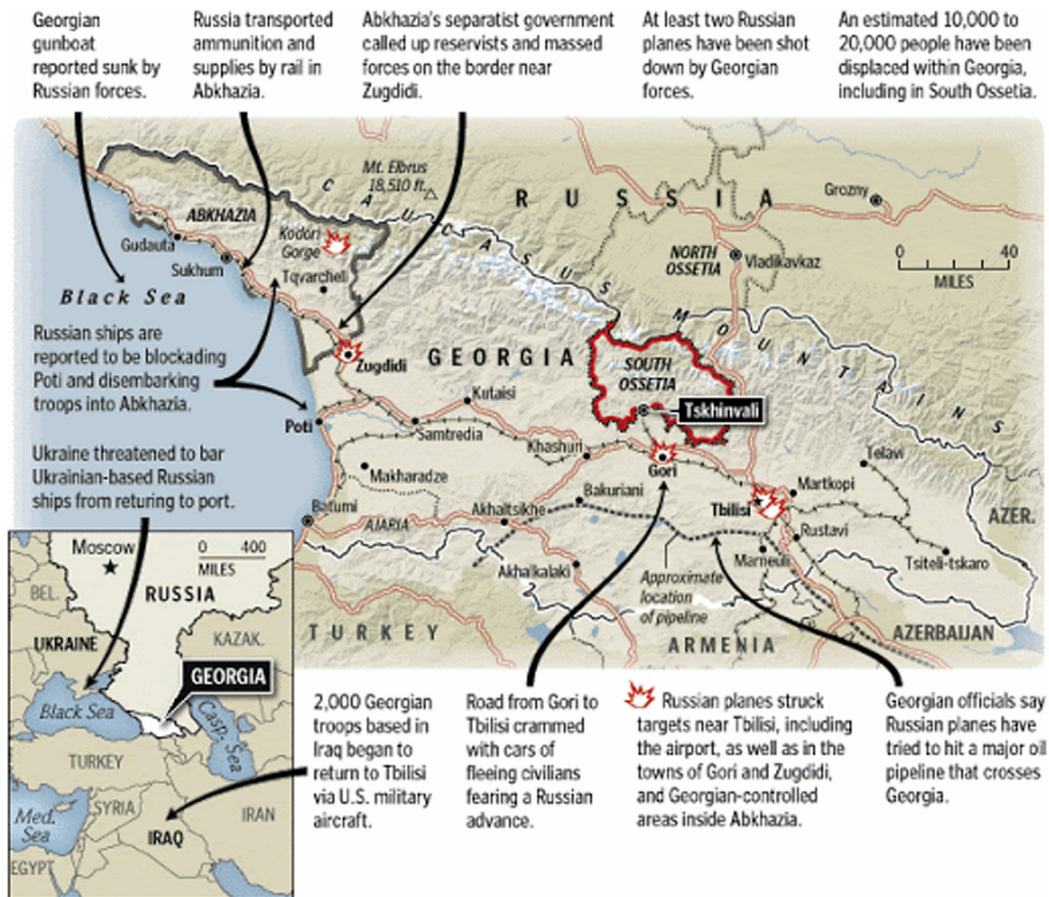 Georgian
gunboat
reported sunk by
Russian forces.
Russia transported
ammunition and
supplies by rail in
Abkhazia.
Abkhazia's separatist government
called up reservists and massed
forces on the border near
Zugdidi.
At least two Russian
planes have been shot
down by Georgian
forces.
An estimated 10,000 to
20,000 people have been
displaced within Georgia,
including in South Ossetia.
Mt. Elbrus
18,510 ft.
CAUCASUS MOUNTAINS
RUSSIA
Grozny
ABKHAZIA
Kodori
Gorge
Gudauta
Sukhum
Tqvarcheli
NORTH
OSSETIA
Vladikavkaz
0 40
MILES
Black Sea
Russian ships are
reported to be blockading
Poti and disembarking
troops into Abkhazia.
Zugdidi
GEORGIA
SOUTH
OSSETIA
Tskhinvali
Kutaisi
Poti
Samtredia
Khashuri
Gori
Telavi
Ukraine threatened to bar
Ukrainian-based Russian
ships from returing to port.
Makharadze
Bakuriani
Martkopi
Tbilisi
Batumi
AJARIA
Akhaltsikhe
Rustavi
AZER.
Marneuli
Tsiteli-tskaro
Akhalkalaki
Approximate
location
of pipeline
TURKEY
ARMENIA
AZERBAIJAN
Moscow
0 400
MILES
BEL.
RUSSIA
UKRAINE
KAZAK.
GEORGIA
Black Sea
Casp. Sea
TURKEY
SYRIA
Med.
Sea
IRAQ
IRAN
EGYPT
2,000 Georgian
troops based in
Iraq began to
return to Tbilisi
via U.S. military
aircraft.
Road from Gori to
Tbilisi crammed
with cars of
fleeing civilians
fearing a Russian
advance.
Russian planes struck
targets near Tbilisi, including
the airport, as well as in the
towns of Gori and Zugdidi,
and Georgian-controlled
areas inside Abkhazia.
Georgian officials say
Russian planes have
tried to hit a major oil
pipeline that crosses
Georgia.